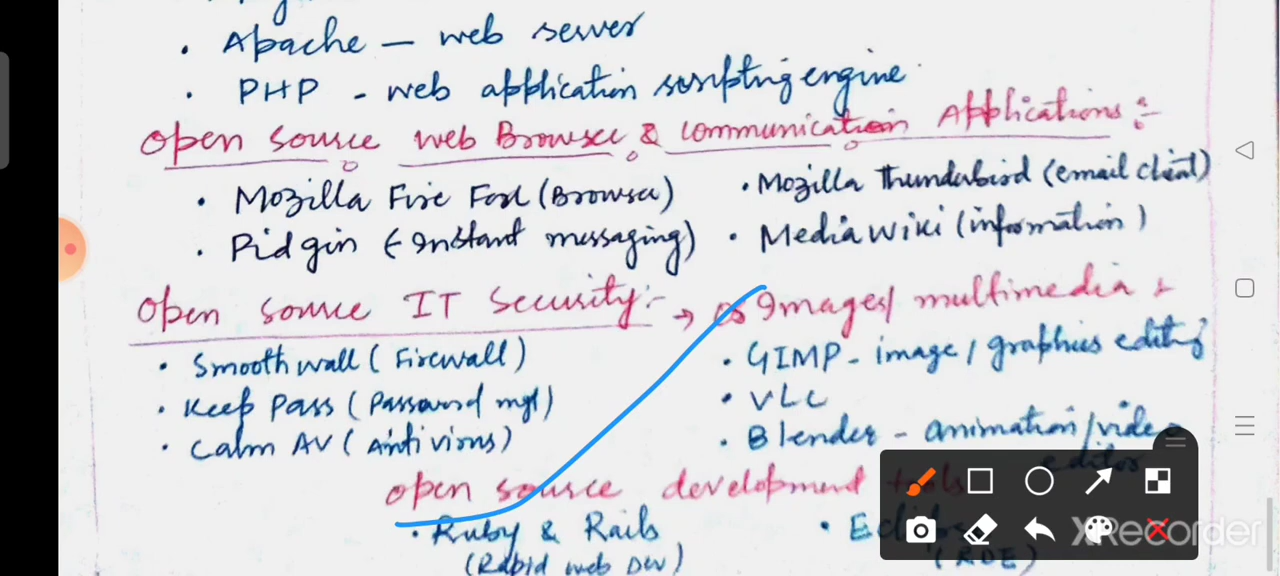 • Apache - web server
• PHP - web application scripting engine.
Open source web Browser & communication Applications :-
• Mozilla Fire Fox (Browser)
• Mozilla Thunderbird (email client)
• Pidgin (Instant messaging)
• Media Wiki (information)
Open source IT Security :-
→ OS Images/ multimedia
• Smooth wall (Firewall)
• GIMP - image / graphics editing
• Keep Pass (Password mgt)
• VLC
• Calm AV (Antivirus)
• Blender - animation/video editor
open source development tools
• Ruby & Rails
(Rapid web Dev)
XRecorder